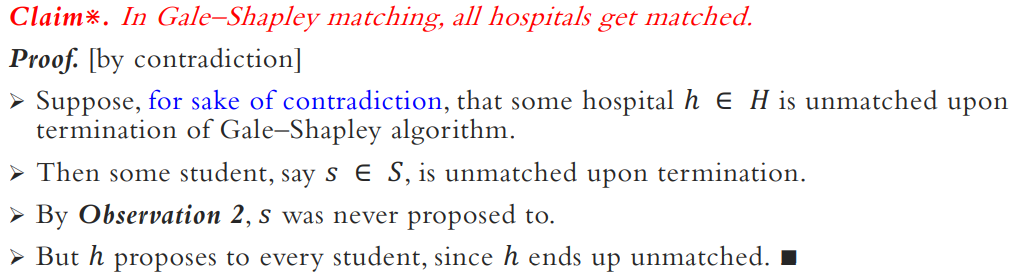 Claim※. In Gale–Shapley matching, all hospitals get matched.
Proof. [by contradiction]
➢ Suppose, for sake of contradiction, that some hospital h ∈ H is unmatched upon
termination of Gale–Shapley algorithm.
➢ Then some student, say s ∈ S, is unmatched upon termination.
➢ By Observation 2, s was never proposed to.
➢ But h proposes to every student, since h ends up unmatched. ■